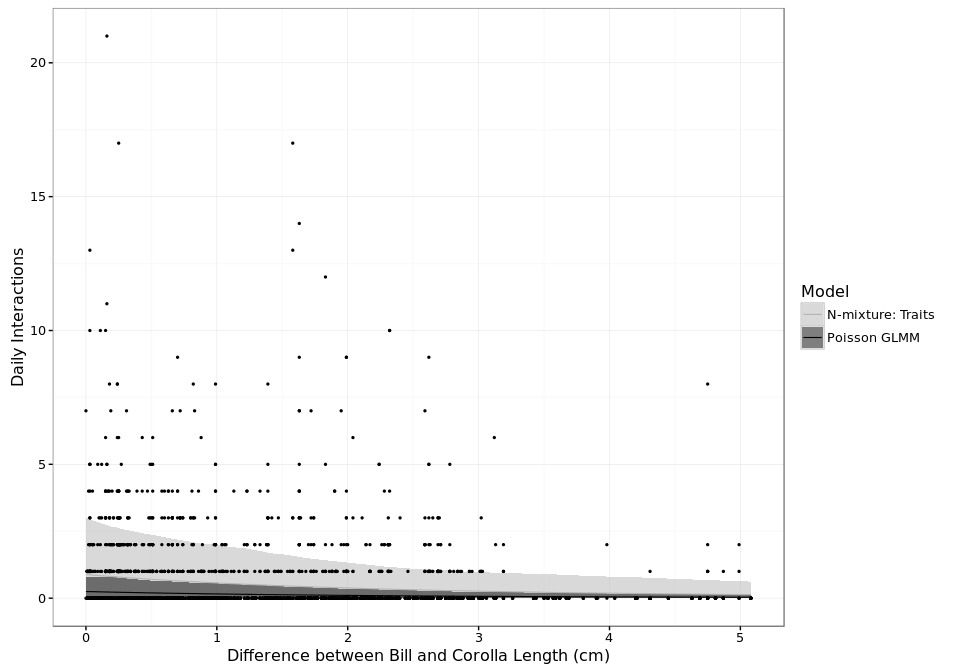 20
15
10
5
0
Daily Interactions
0 1 2 3 4 5
Difference between Bill and Corolla Length (cm)
Model
N-mixture: Traits
Poisson GLMM